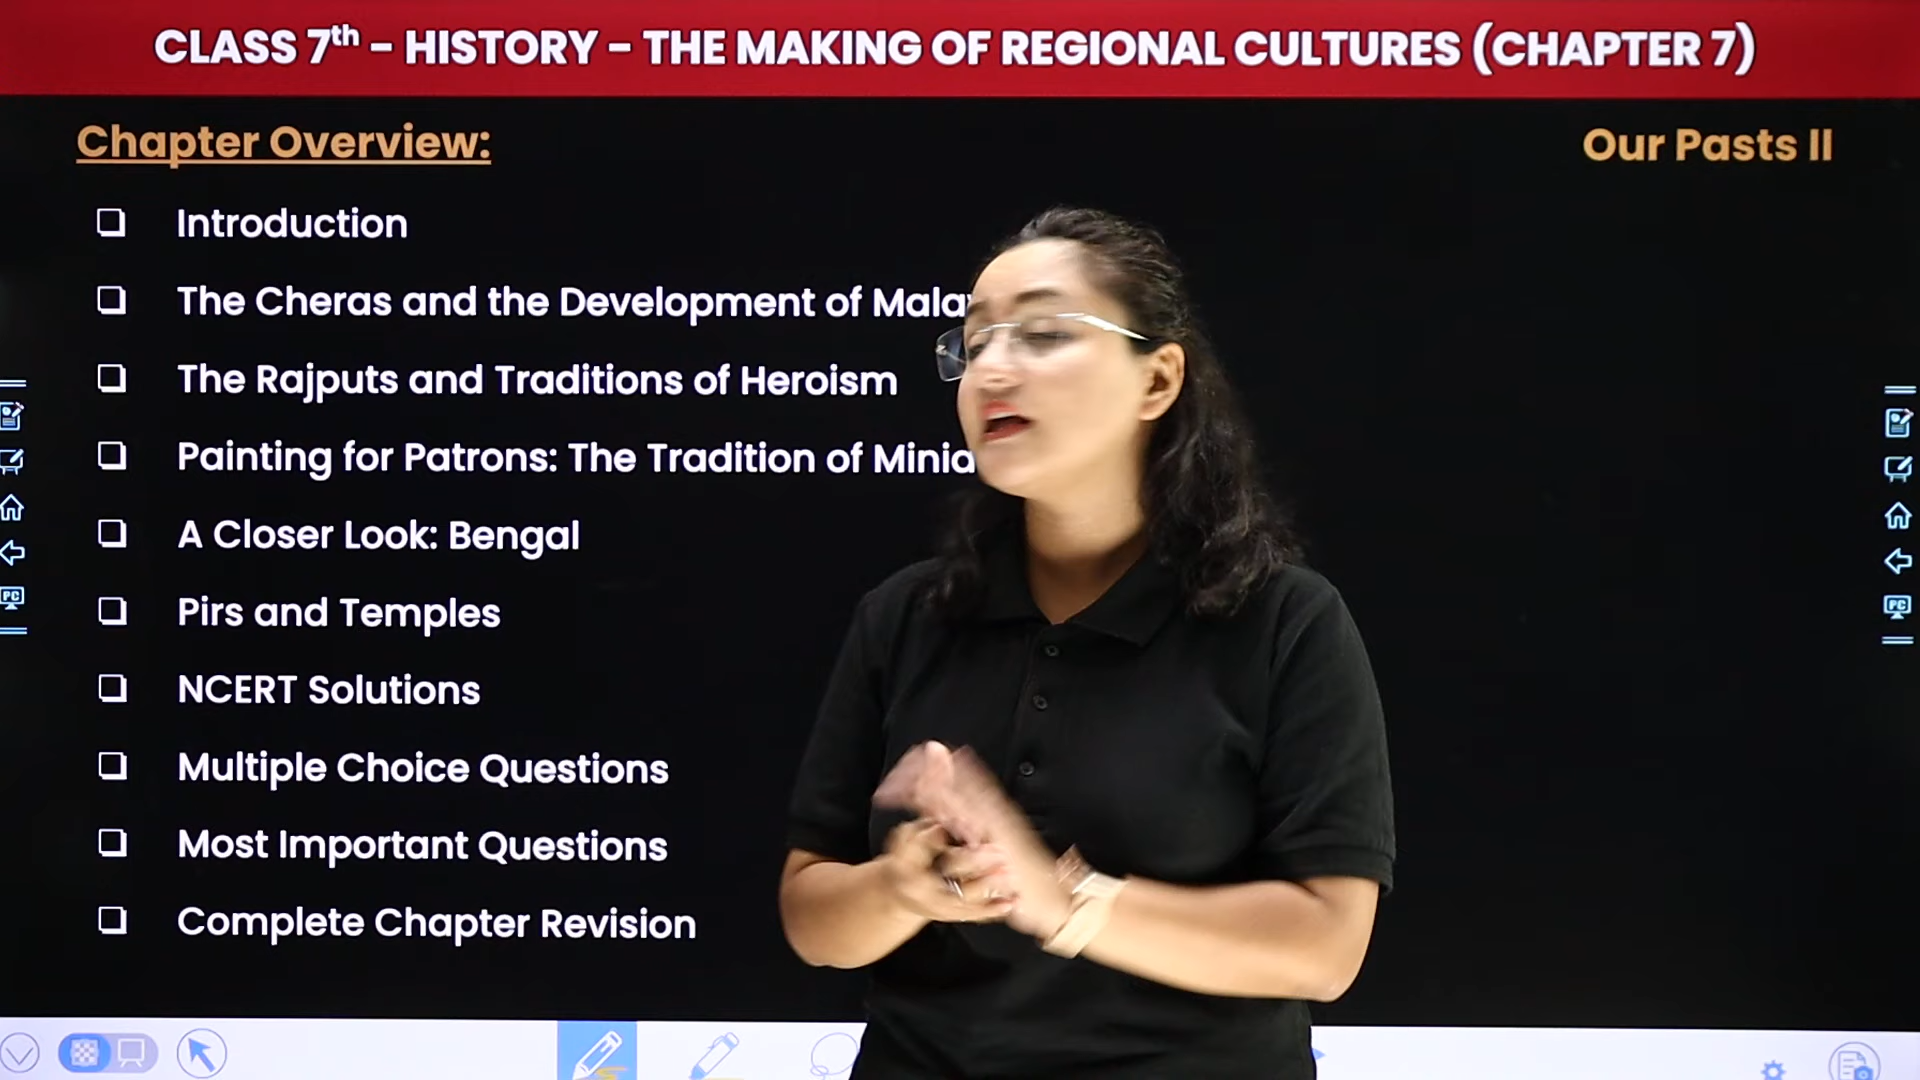 CLASS 7th - HISTORY - THE MAKING OF REGIONAL CULTURES (CHAPTER 7)
Chapter Overview:
Our Pasts II
Introduction
The Cheras and the Development of
The Rajputs and Traditions of Heroism
Painting for Patrons: The Tradition of
A Closer Look: Bengal
Pirs and Temples
NCERT Solutions
Multiple Choice Questions
Most Important Questions
Complete Chapter Revision
PC
PC